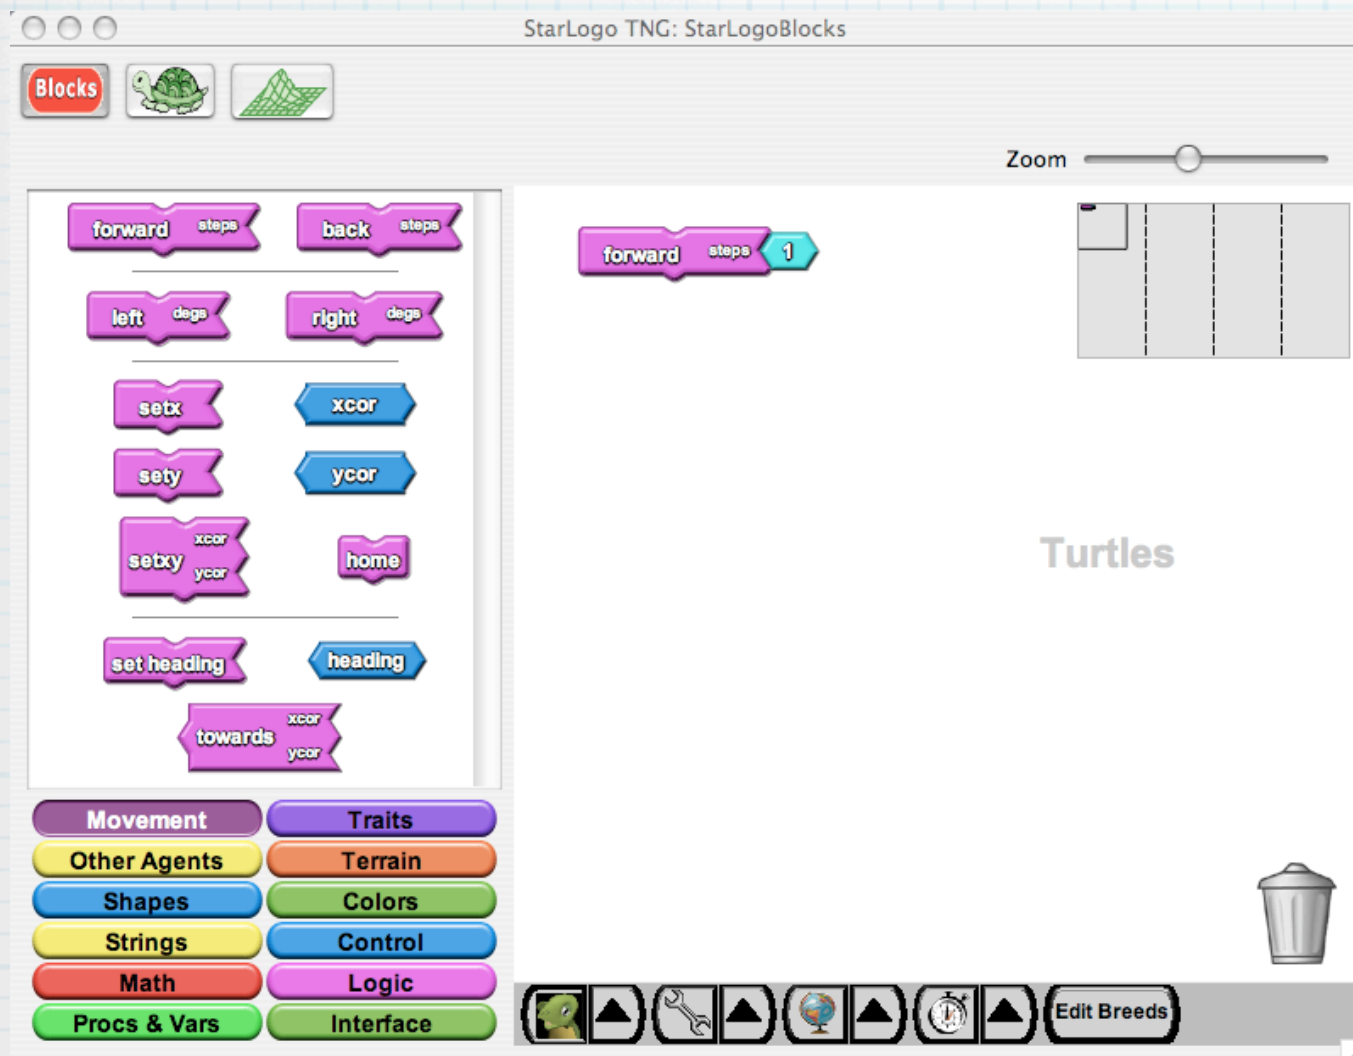 StarLogo TNG: StarLogoBlocks
Blocks
Zoom
forward steps
back steps
left degs
right degs
setx
xcor
sety
ycor
setxy xcor ycor
home
set heading
heading
towards xcor ycor
forward steps 1
Turtles
Movement
Traits
Other Agents
Terrain
Shapes
Colors
Strings
Control
Math
Logic
Procs & Vars
Interface
Edit Breeds